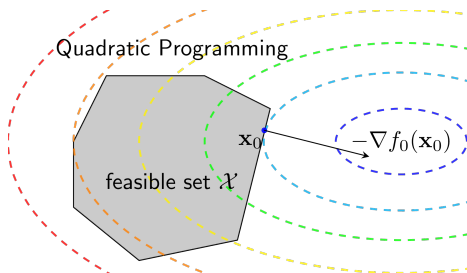 Quadratic Programming
x₀
−∇f₀(x₀)
feasible set 𝒳